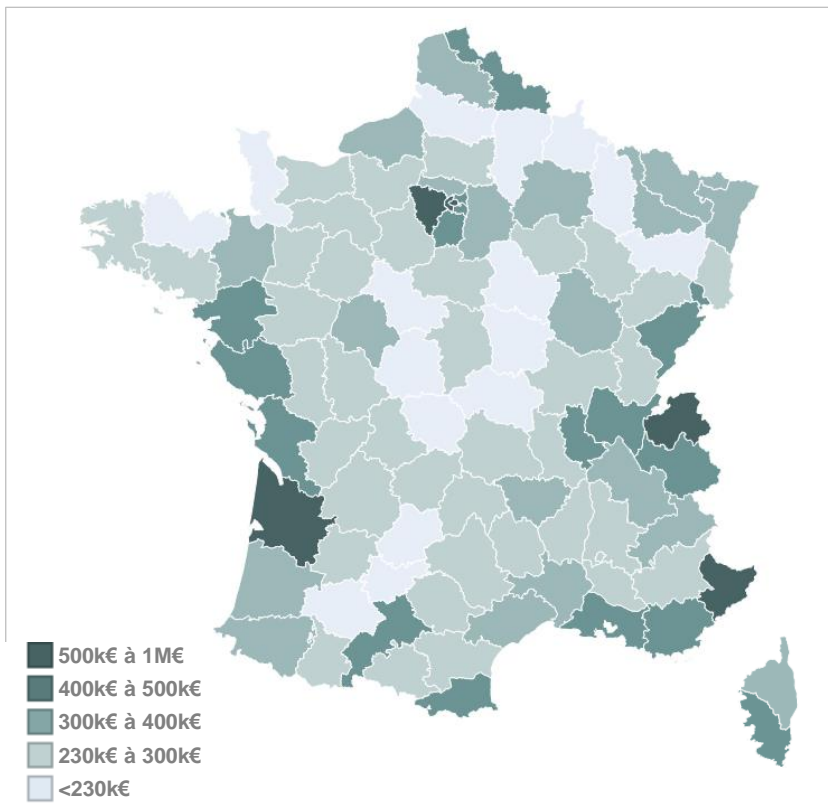 500k€ à 1M€
400k€ à 500k€
300k€ à 400k€
230k€ à 300k€
<230k€